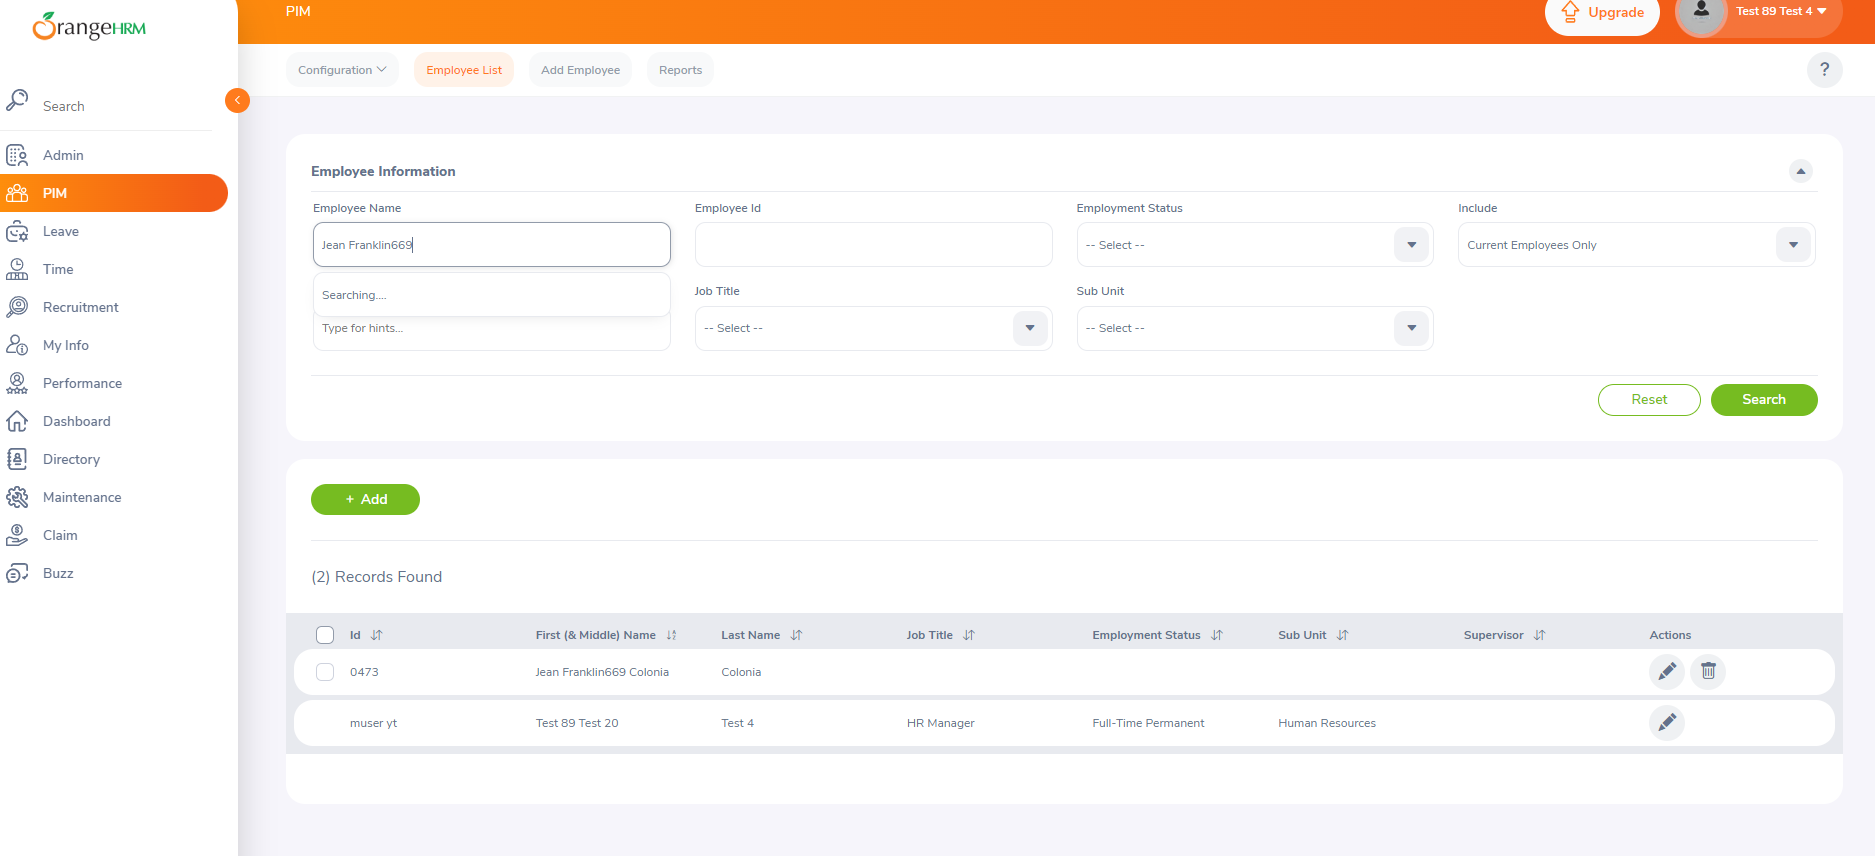 OrangeHRM
PIM
Upgrade
Test 89 Test 4
Configuration
Employee List
Add Employee
Reports
?
Search
Admin
PIM
Leave
Time
Recruitment
My Info
Performance
Dashboard
Directory
Maintenance
Claim
Buzz
Employee Information
Employee Name
Employee Id
Employment Status
Include
Jean Franklin669
-- Select --
Current Employees Only
Searching....
Job Title
Sub Unit
Type for hints...
-- Select --
-- Select --
Reset
Search
+ Add
(2) Records Found
Id
First (& Middle) Name
Last Name
Job Title
Employment Status
Sub Unit
Supervisor
Actions
0473
Jean Franklin669 Colonia
Colonia
muser yt
Test 89 Test 20
Test 4
HR Manager
Full-Time Permanent
Human Resources